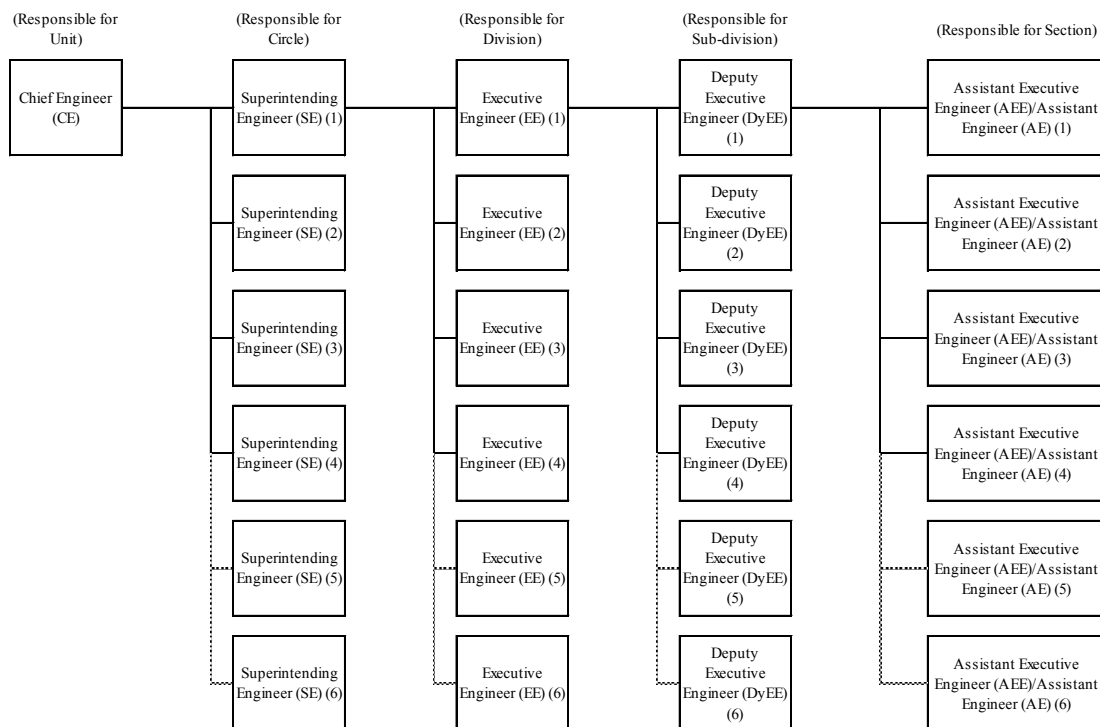 (Responsible for
Unit)
(Responsible for
Circle)
(Responsible for
Division)
(Responsible for
Sub-division)
(Responsible for Section)
Chief Engineer
(CE)
Superintending
Engineer (SE) (1)
Executive
Engineer (EE) (1)
Deputy
Executive
Engineer (DyEE)
(1)
Assistant Executive
Engineer (AEE)/Assistant
Engineer (AE) (1)
Superintending
Engineer (SE) (2)
Executive
Engineer (EE) (2)
Deputy
Executive
Engineer (DyEE)
(2)
Assistant Executive
Engineer (AEE)/Assistant
Engineer (AE) (2)
Superintending
Engineer (SE) (3)
Executive
Engineer (EE) (3)
Deputy
Executive
Engineer (DyEE)
(3)
Assistant Executive
Engineer (AEE)/Assistant
Engineer (AE) (3)
Superintending
Engineer (SE) (4)
Executive
Engineer (EE) (4)
Deputy
Executive
Engineer (DyEE)
(4)
Assistant Executive
Engineer (AEE)/Assistant
Engineer (AE) (4)
Superintending
Engineer (SE) (5)
Executive
Engineer (EE) (5)
Deputy
Executive
Engineer (DyEE)
(5)
Assistant Executive
Engineer (AEE)/Assistant
Engineer (AE) (5)
Superintending
Engineer (SE) (6)
Executive
Engineer (EE) (6)
Deputy
Executive
Engineer (DyEE)
(6)
Assistant Executive
Engineer (AEE)/Assistant
Engineer (AE) (6)